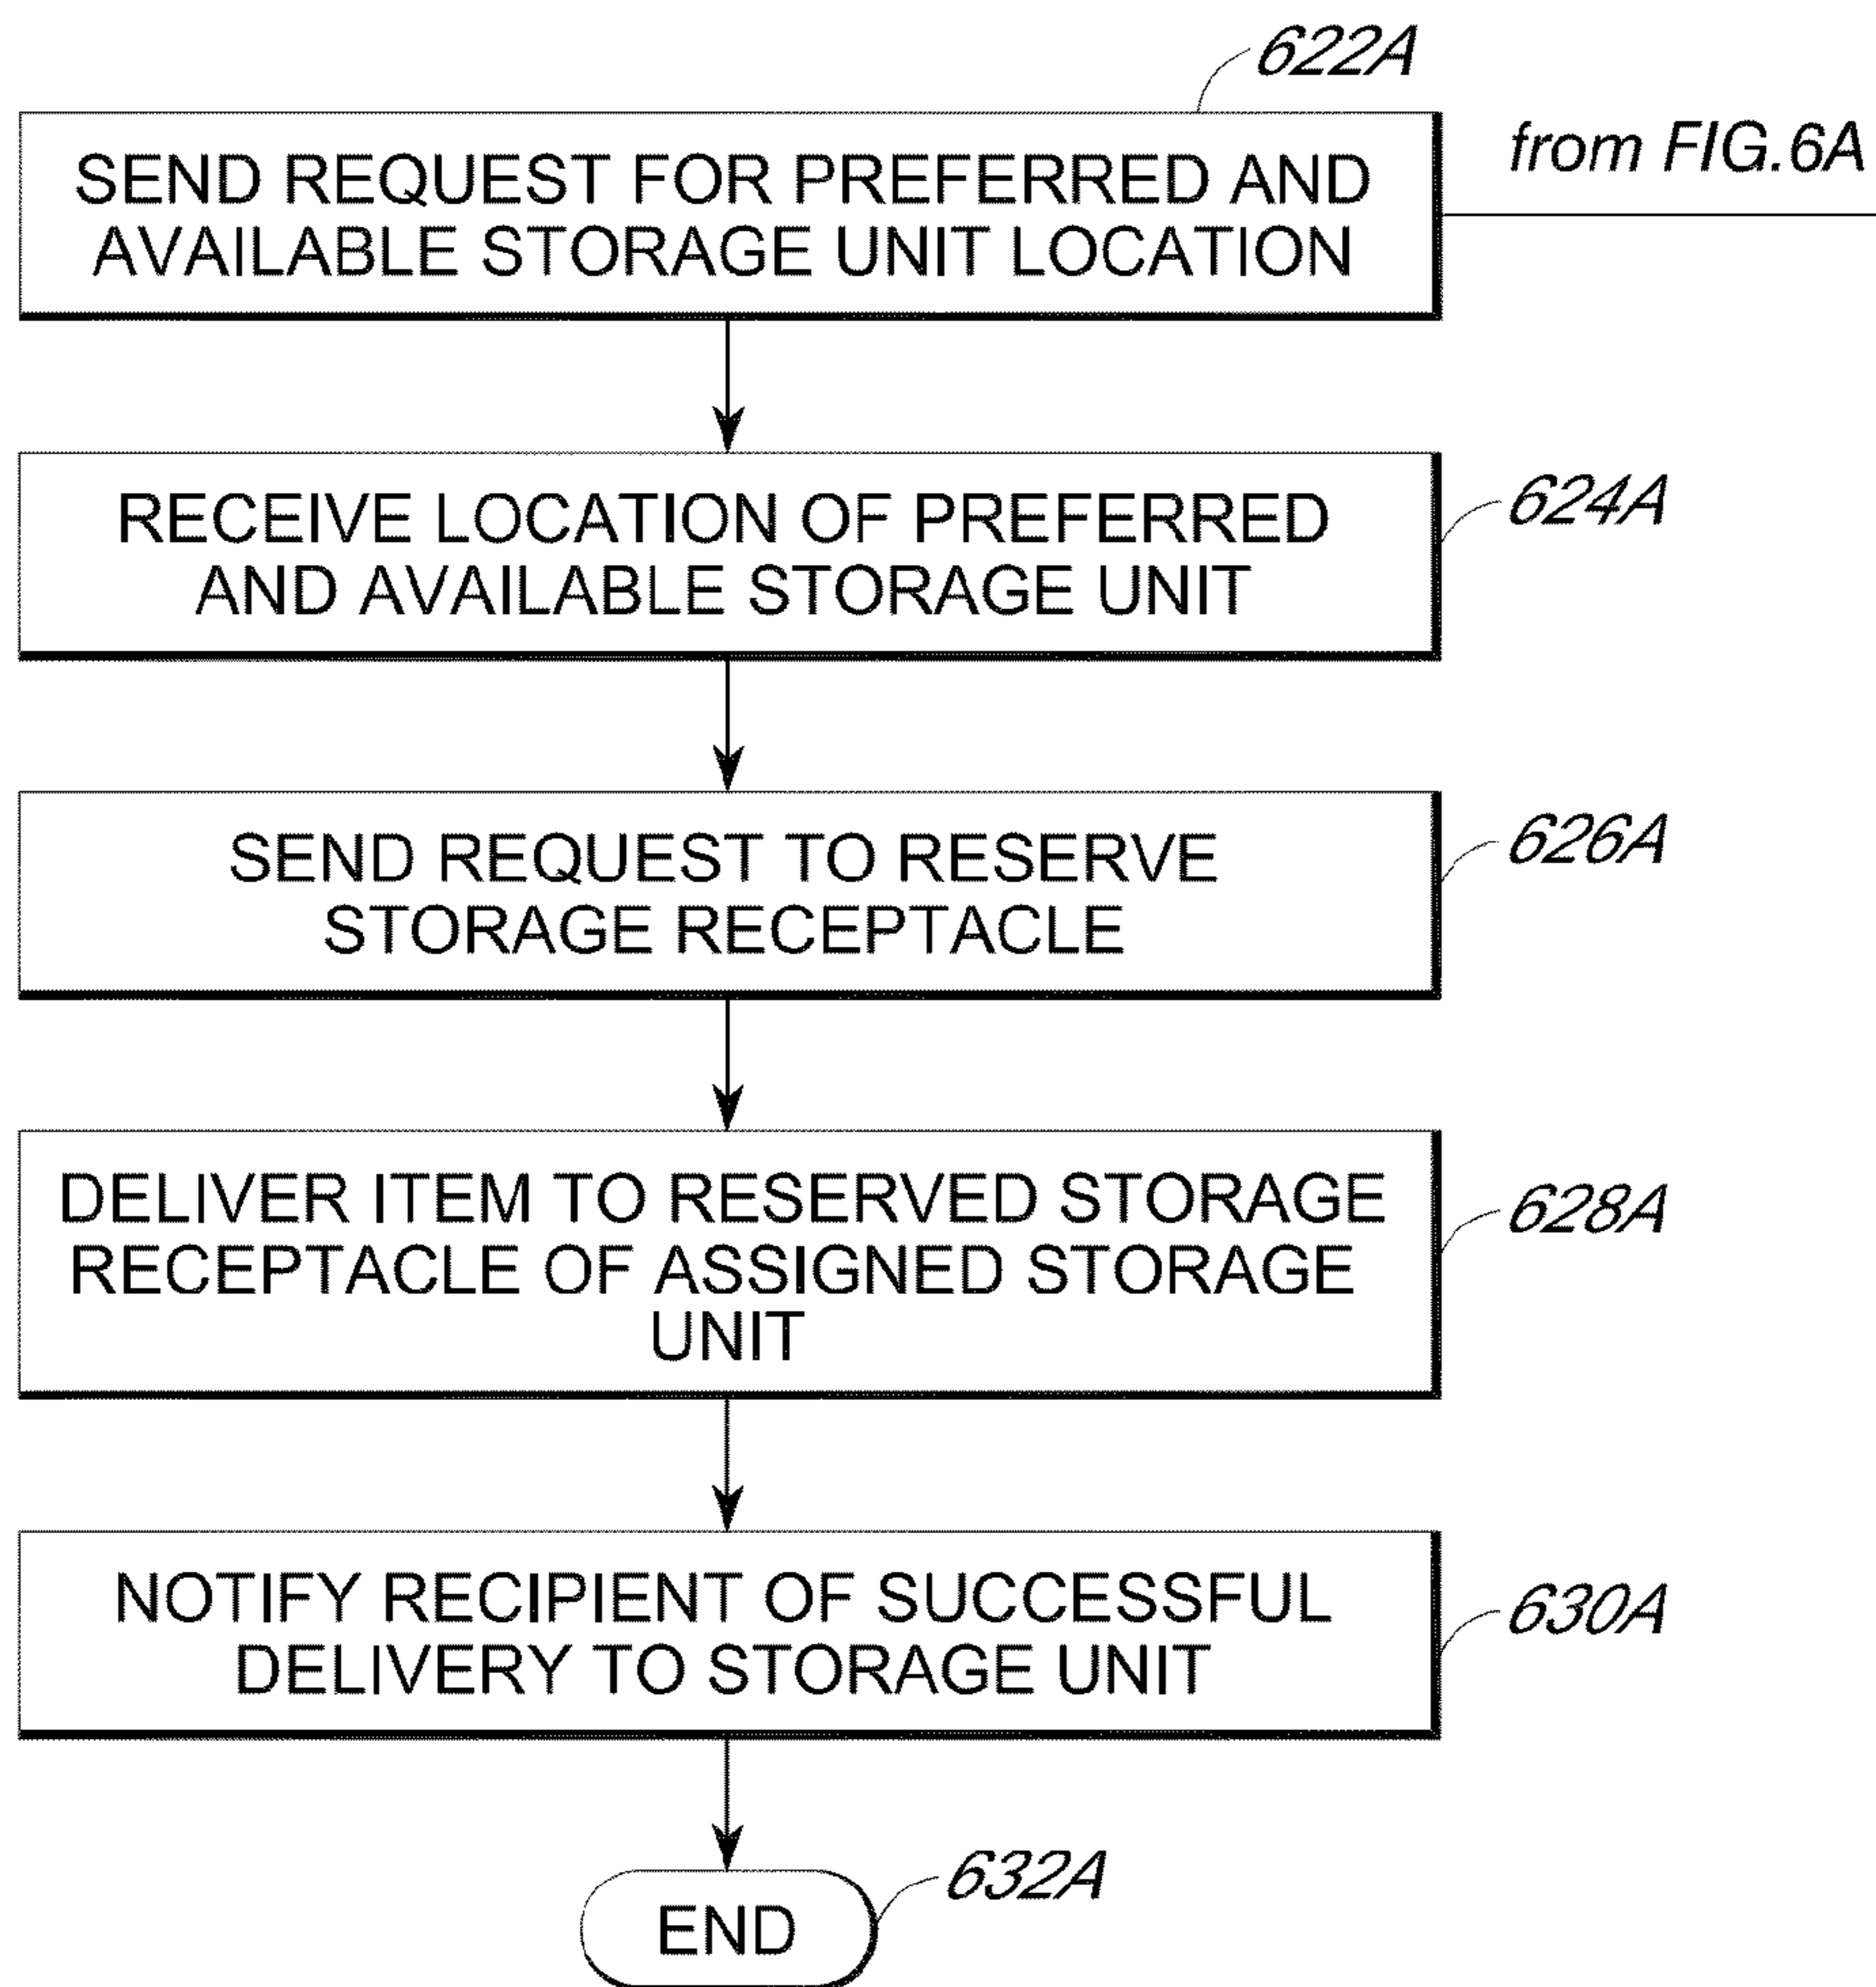 622A
from FIG.6A
SEND REQUEST FOR PREFERRED AND
AVAILABLE STORAGE UNIT LOCATION
624A
RECEIVE LOCATION OF PREFERRED
AND AVAILABLE STORAGE UNIT
626A
SEND REQUEST TO RESERVE
STORAGE RECEPTACLE
628A
DELIVER ITEM TO RESERVED STORAGE
RECEPTACLE OF ASSIGNED STORAGE
UNIT
630A
NOTIFY RECIPIENT OF SUCCESSFUL
DELIVERY TO STORAGE UNIT
632A
END